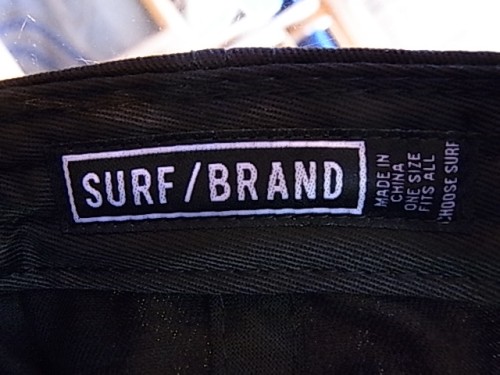 SURF/BRAND
MADE IN
CHINA
ONE SIZE
FITS ALL
CHOOSE SURF